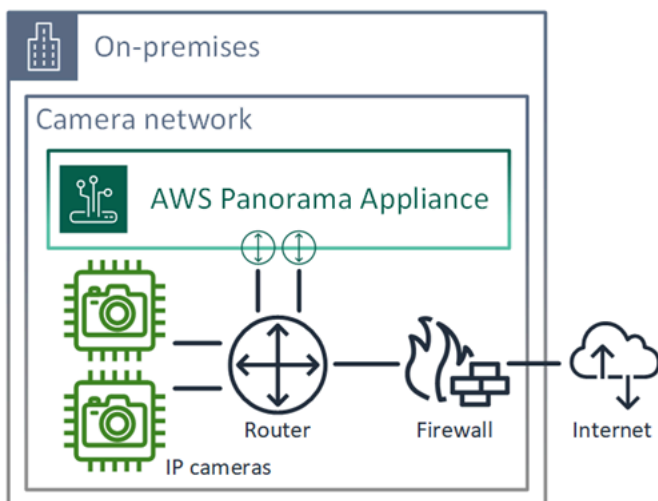 On-premises
Camera network
AWS Panorama Appliance
Router
Firewall
Internet
IP cameras